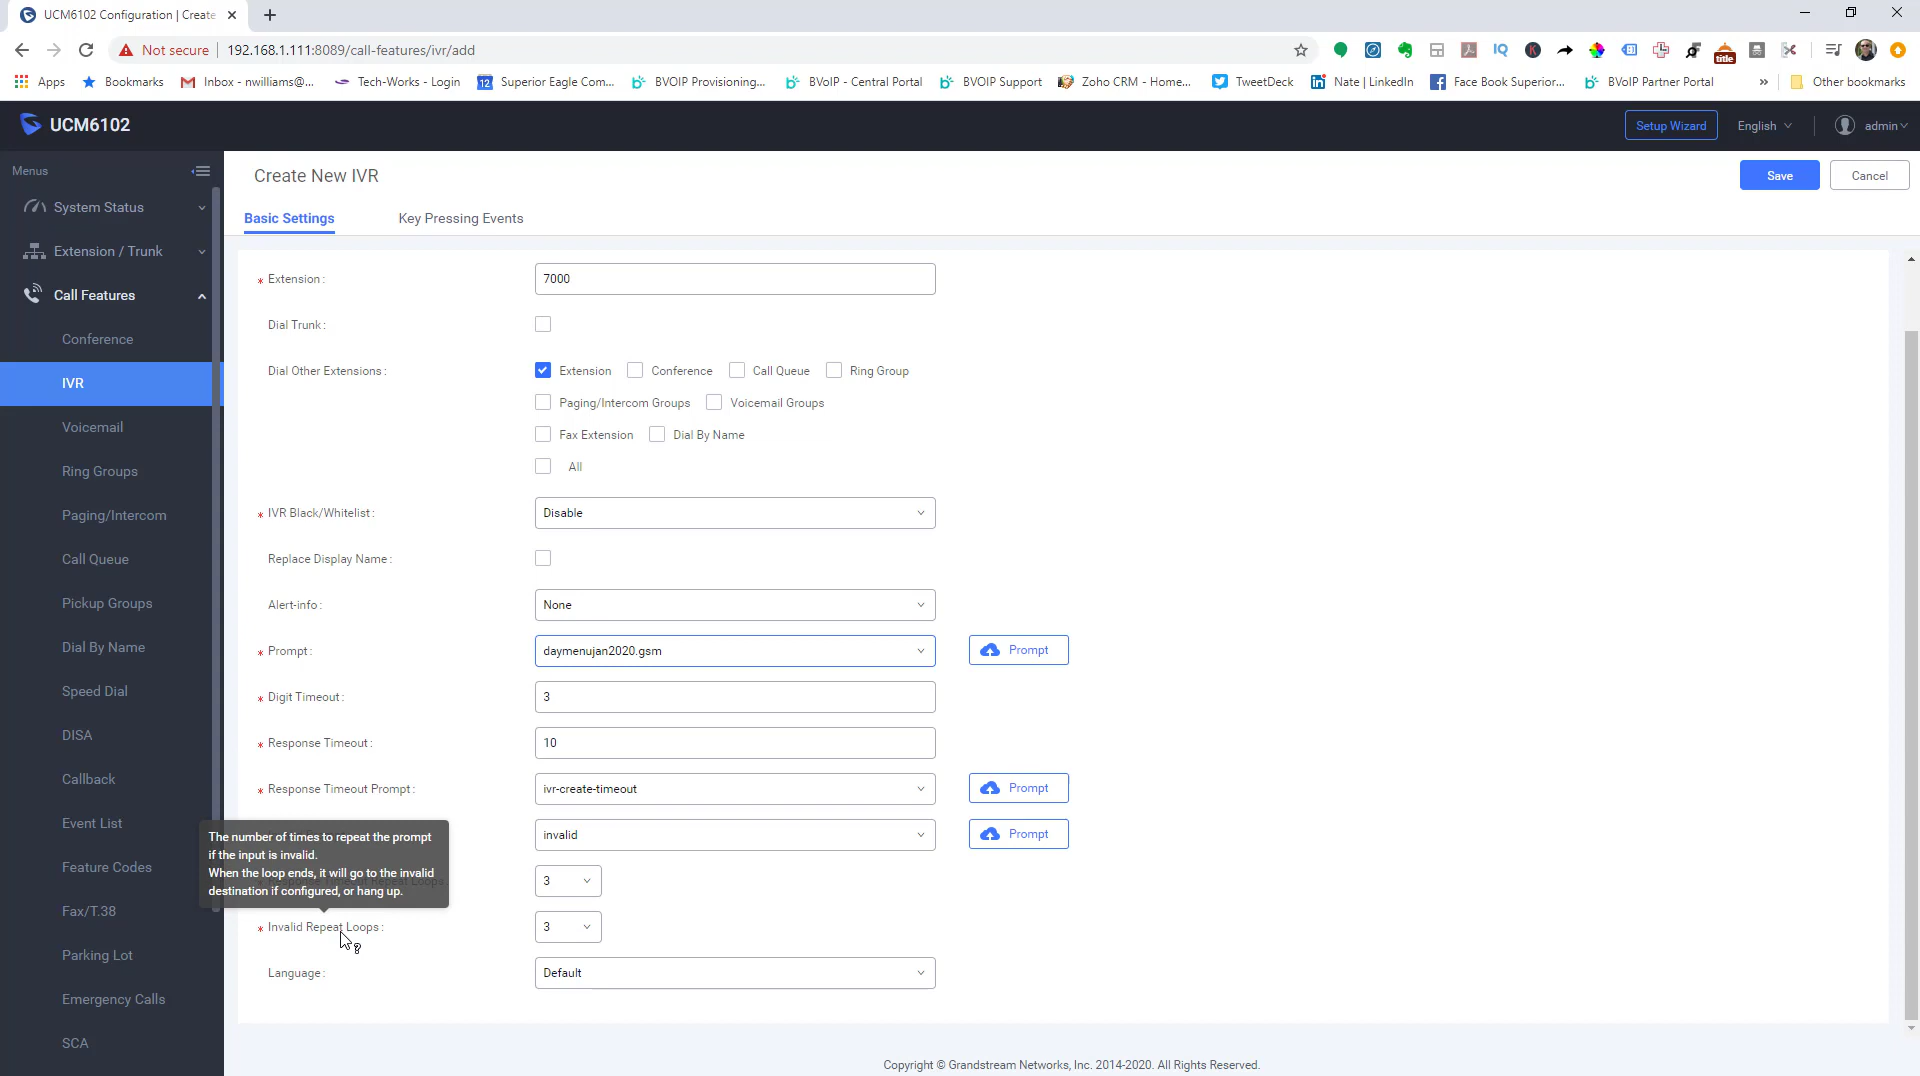 UCM6102 Configuration | Create
Not secure
192.168.1.111:8089/call-features/ivr/add
IQ
K
title
Apps
Bookmarks
Inbox - nwilliams@...
Tech-Works - Login
12
Superior Eagle Com...
BVOIP Provisioning...
BVoIP - Central Portal
BVOIP Support
Zoho CRM - Home...
TweetDeck
Nate | LinkedIn
Face Book Superior...
BVoIP Partner Portal
»
Other bookmarks
UCM6102
Setup Wizard
English
admin
Menus
System Status
Extension / Trunk
Call Features
Conference
IVR
Voicemail
Ring Groups
Paging/Intercom
Call Queue
Pickup Groups
Dial By Name
Speed Dial
DISA
Callback
Event List
Feature Codes
Fax/T.38
Parking Lot
Emergency Calls
SCA
Create New IVR
Save
Cancel
Basic Settings
Key Pressing Events
* Extension :
7000
Dial Trunk :
Dial Other Extensions :
Extension
Conference
Call Queue
Ring Group
Paging/Intercom Groups
Voicemail Groups
Fax Extension
Dial By Name
All
* IVR Black/Whitelist :
Disable
Replace Display Name :
Alert-info :
None
* Prompt :
daymenujan2020.gsm
Prompt
* Digit Timeout :
3
* Response Timeout :
10
* Response Timeout Prompt :
ivr-create-timeout
Prompt
invalid
Prompt
The number of times to repeat the prompt
if the input is invalid.
When the loop ends, it will go to the invalid
destination if configured, or hang up.
* Response Timeout Repeat Loops :
3
* Invalid Repeat Loops :
3
Language :
Default
Copyright © Grandstream Networks, Inc. 2014-2020. All Rights Reserved.